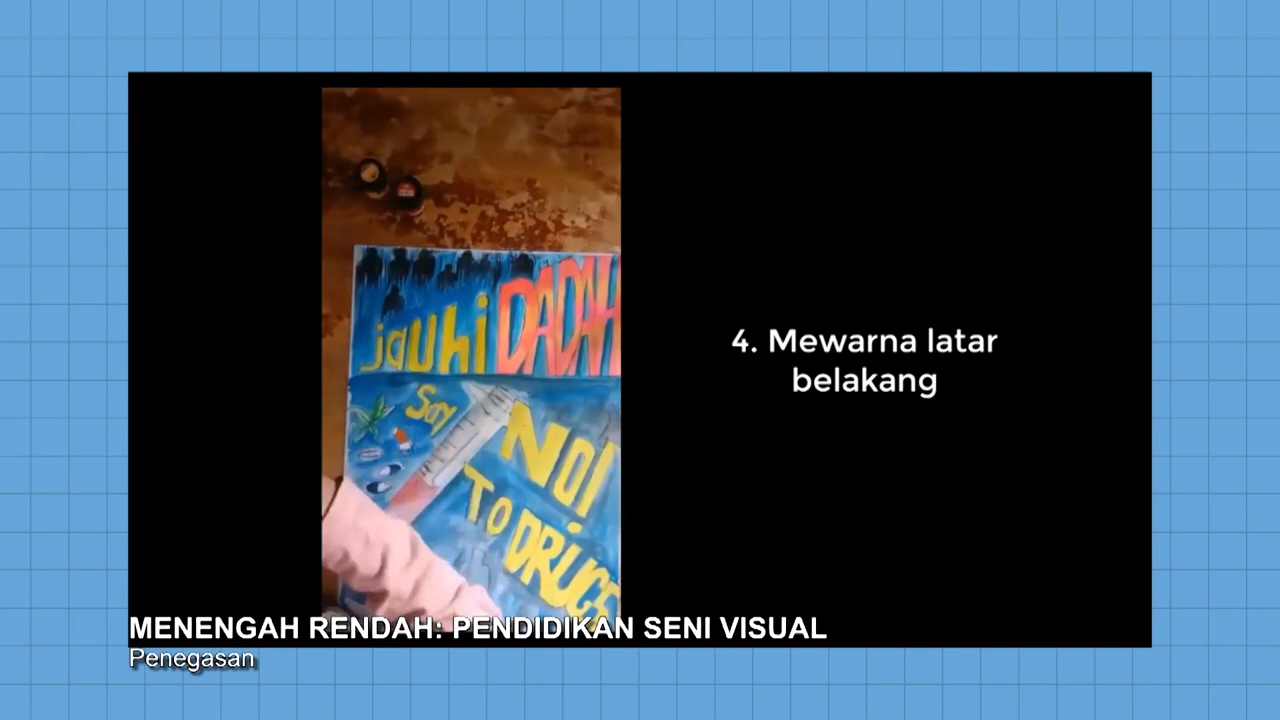 jauhi DADAH
Say
NO!
To
DRUGS
4. Mewarna latar
belakang
MENENGAH RENDAH: PENDIDIKAN SENI VISUAL
Penegasan